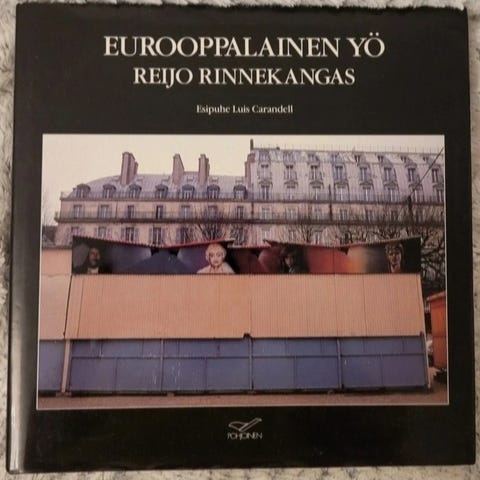 EUROOPPALAINEN YÖ
REIJO RINNEKANGAS
Esipuhe Luis Carandell
POHJOINEN